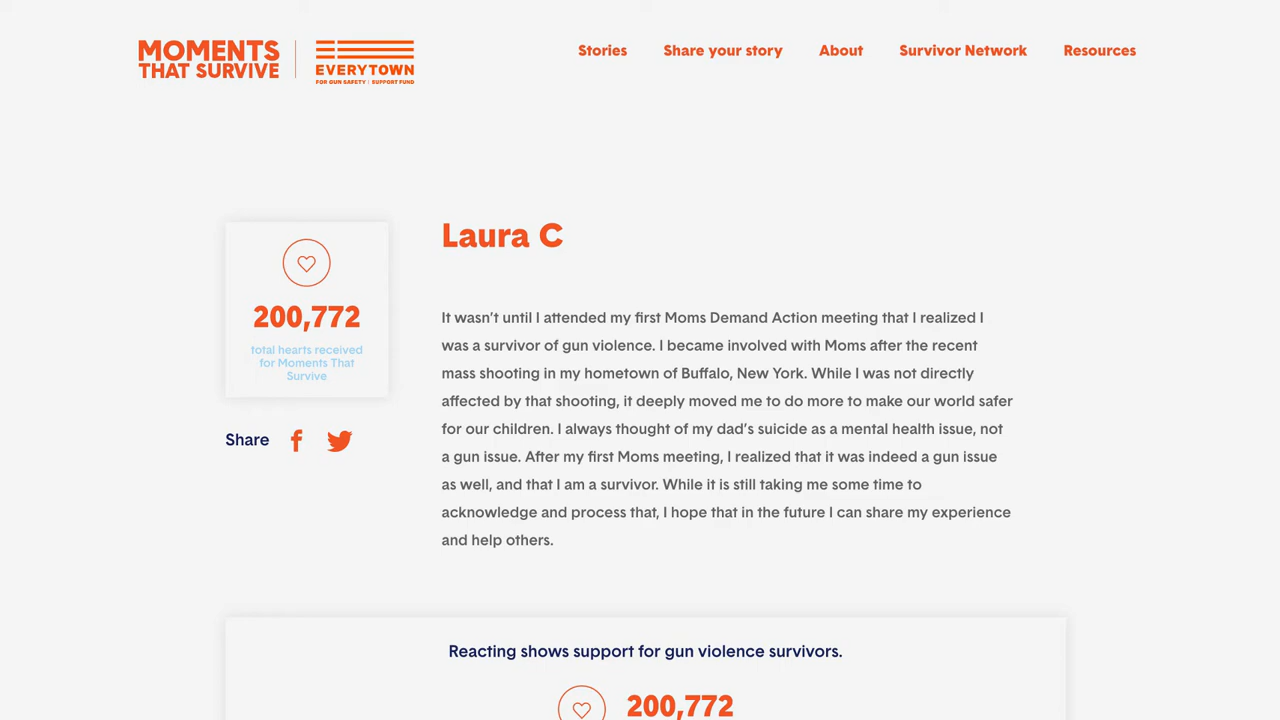 MOMENTS
THAT SURVIVE
EVERYTOWN
FOR GUN SAFETY | SUPPORT FUND
Stories Share your story About Survivor Network Resources
200,772
total hearts received
for Moments That
Survive
Share
Laura C
It wasn't until I attended my first Moms Demand Action meeting that I realized I
was a survivor of gun violence. I became involved with Moms after the recent
mass shooting in my hometown of Buffalo, New York. While I was not directly
affected by that shooting, it deeply moved me to do more to make our world safer
for our children. I always thought of my dad's suicide as a mental health issue, not
a gun issue. After my first Moms meeting, I realized that it was indeed a gun issue
as well, and that I am a survivor. While it is still taking me some time to
acknowledge and process that, I hope that in the future I can share my experience
and help others.
Reacting shows support for gun violence survivors.
200,772